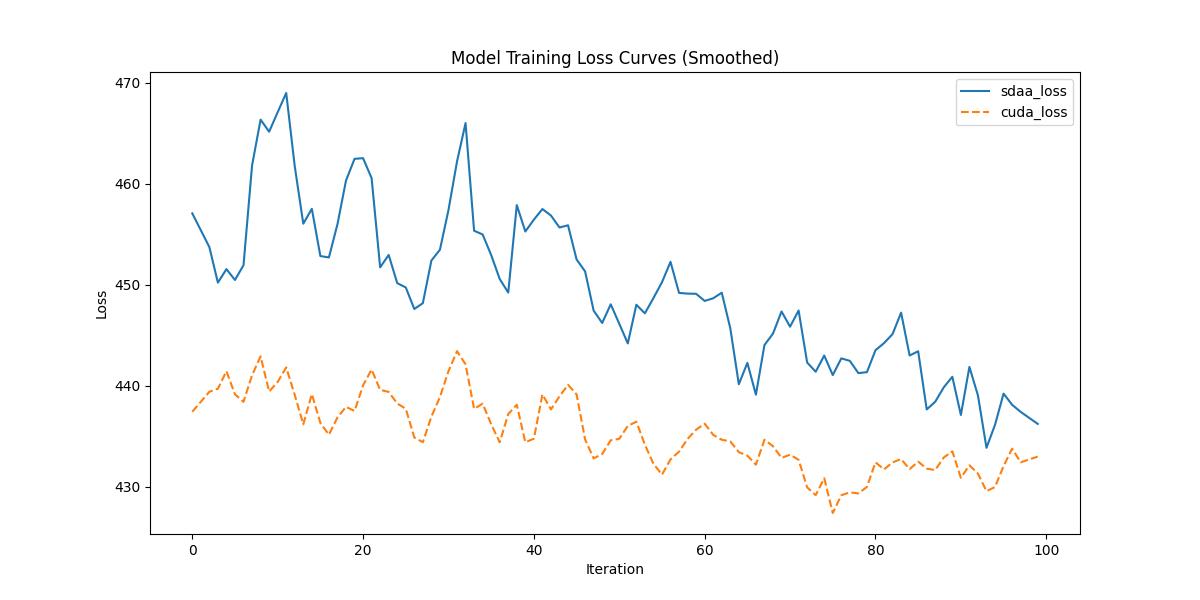 Model Training Loss Curves (Smoothed)
sdaa_loss
cuda_loss
Loss
470
460
450
440
430
0 20 40 60 80 100
Iteration